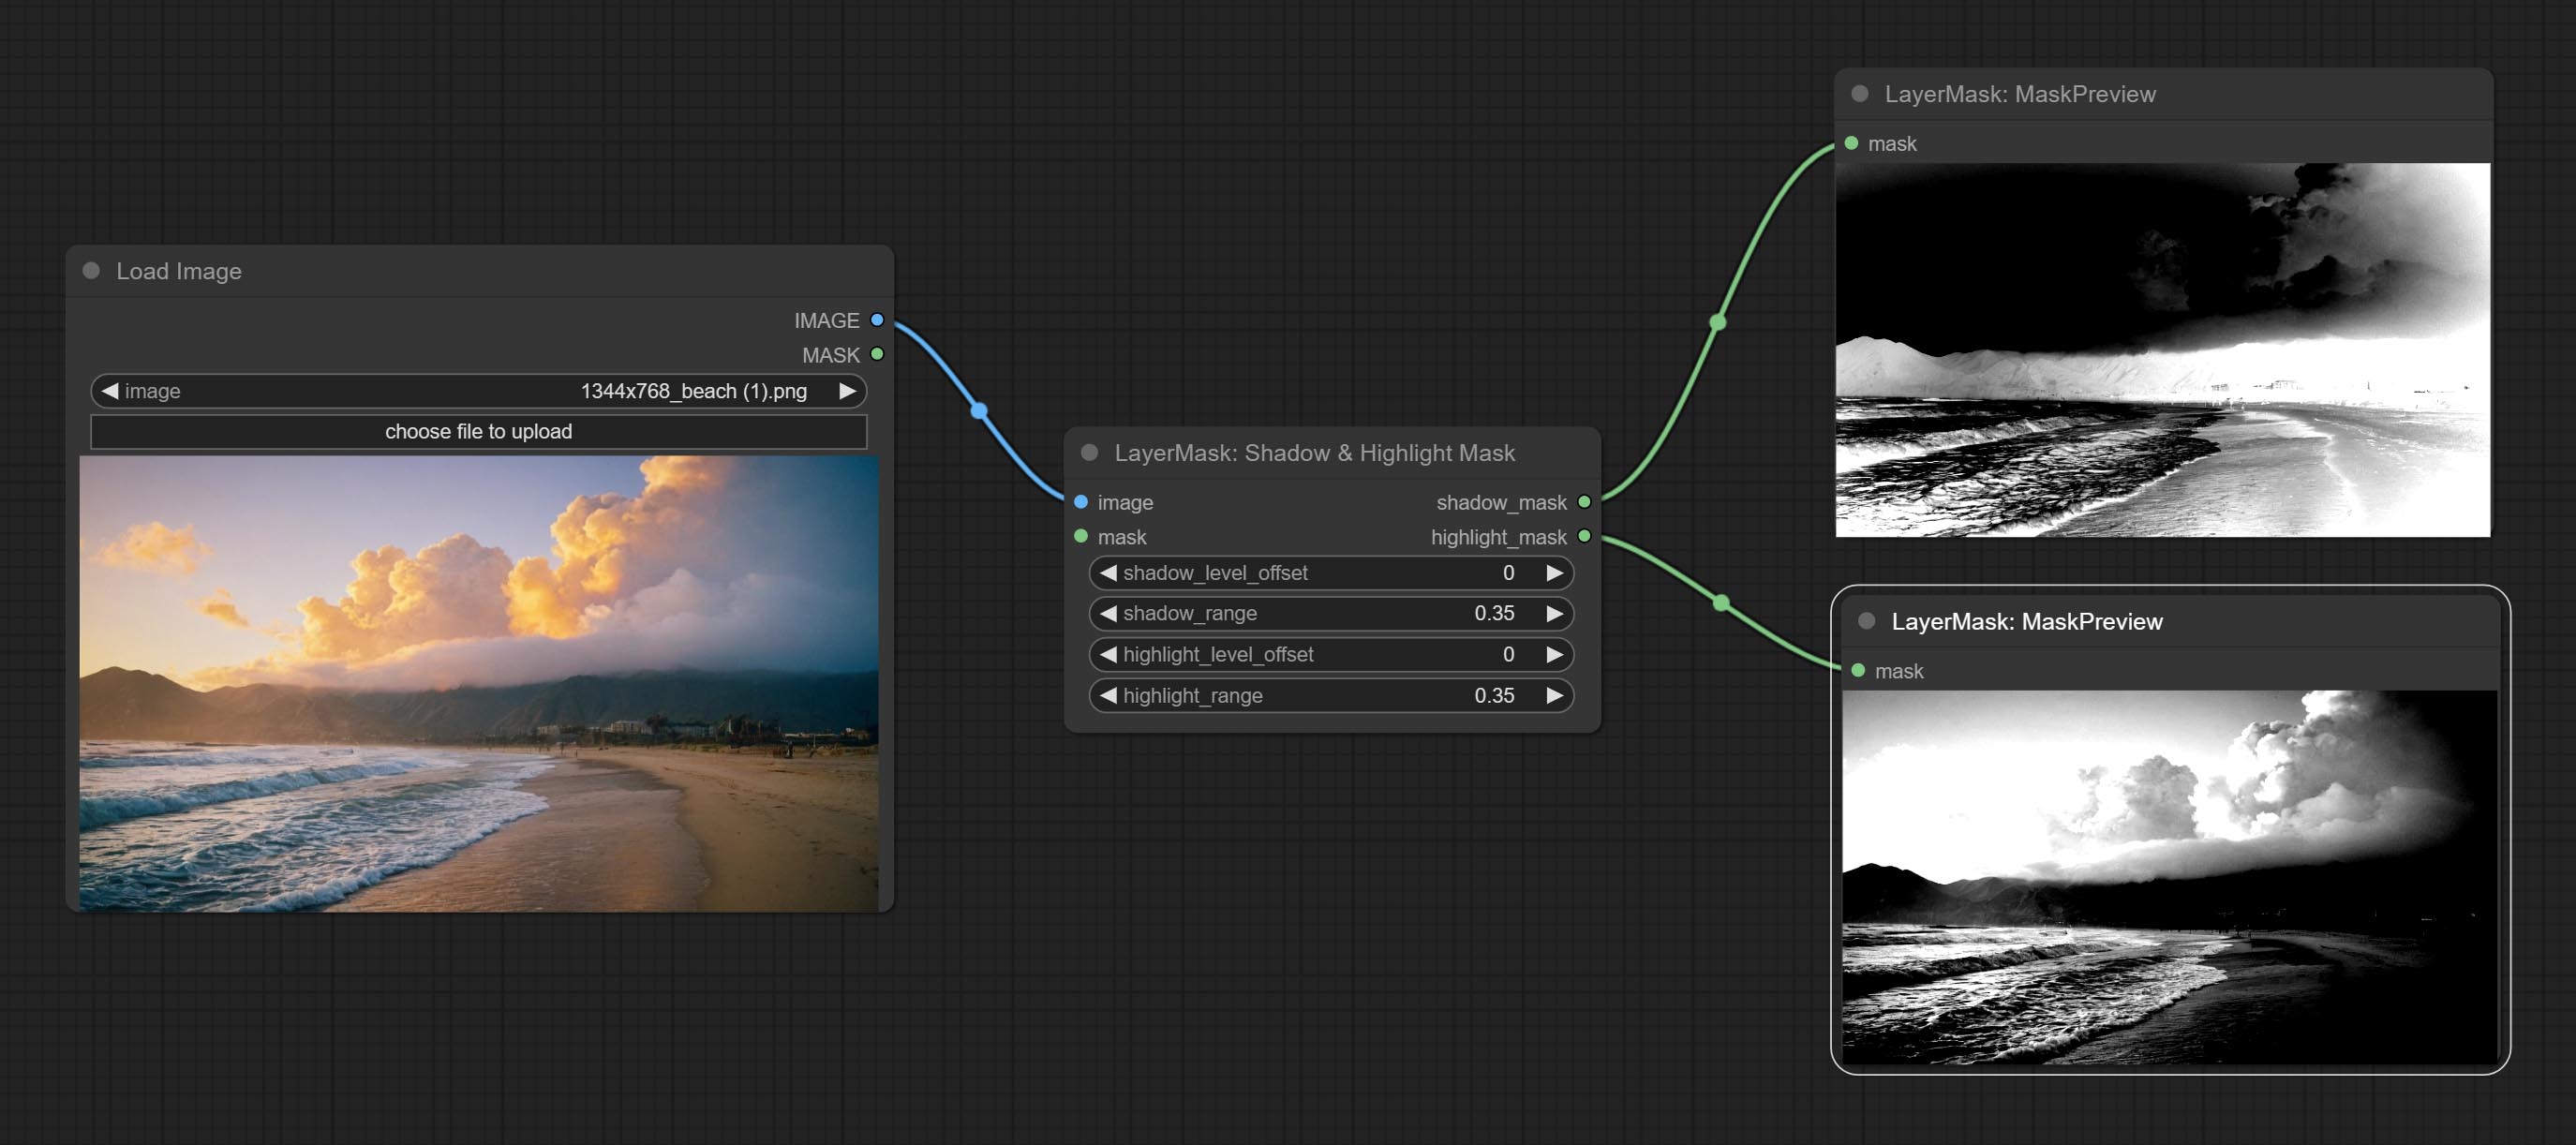 Load Image
IMAGE
MASK
image 1344x768_beach (1).png
choose file to upload
LayerMask: Shadow & Highlight Mask
image shadow_mask
mask highlight_mask
shadow_level_offset 0
shadow_range 0.35
highlight_level_offset 0
highlight_range 0.35
LayerMask: MaskPreview
mask
LayerMask: MaskPreview
mask